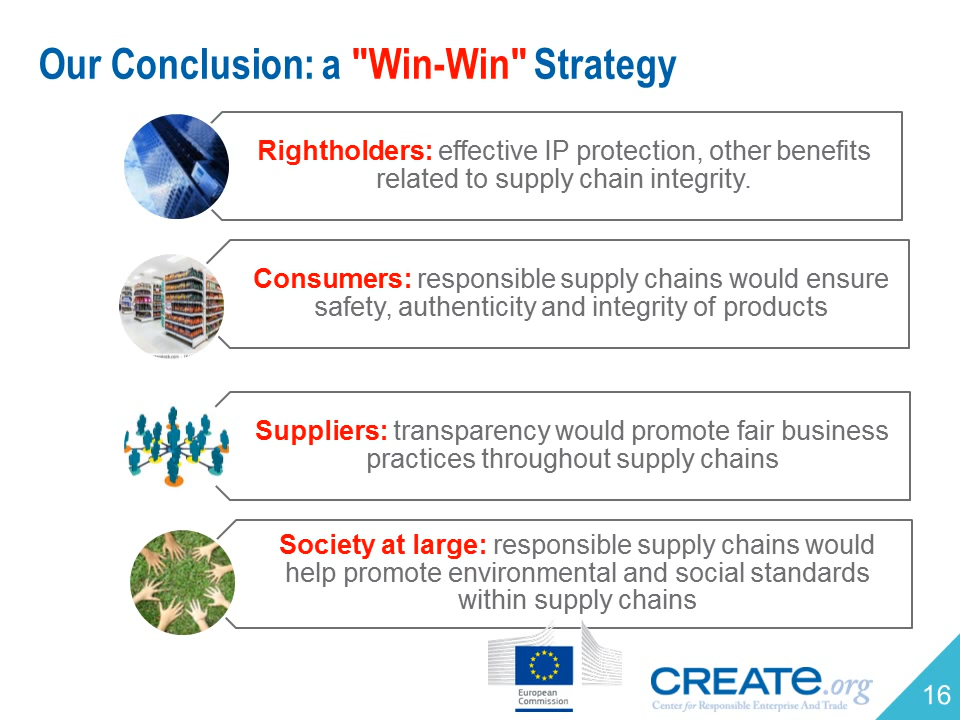 Our Conclusion: a "Win-Win" Strategy
Rightholders: effective IP protection, other benefits
related to supply chain integrity.
Consumers: responsible supply chains would ensure
safety, authenticity and integrity of products
Suppliers: transparency would promote fair business
practices throughout supply chains
Society at large: responsible supply chains would
help promote environmental and social standards
within supply chains
European
Commission
CREATe.org
Center for Responsible Enterprise And Trade
16